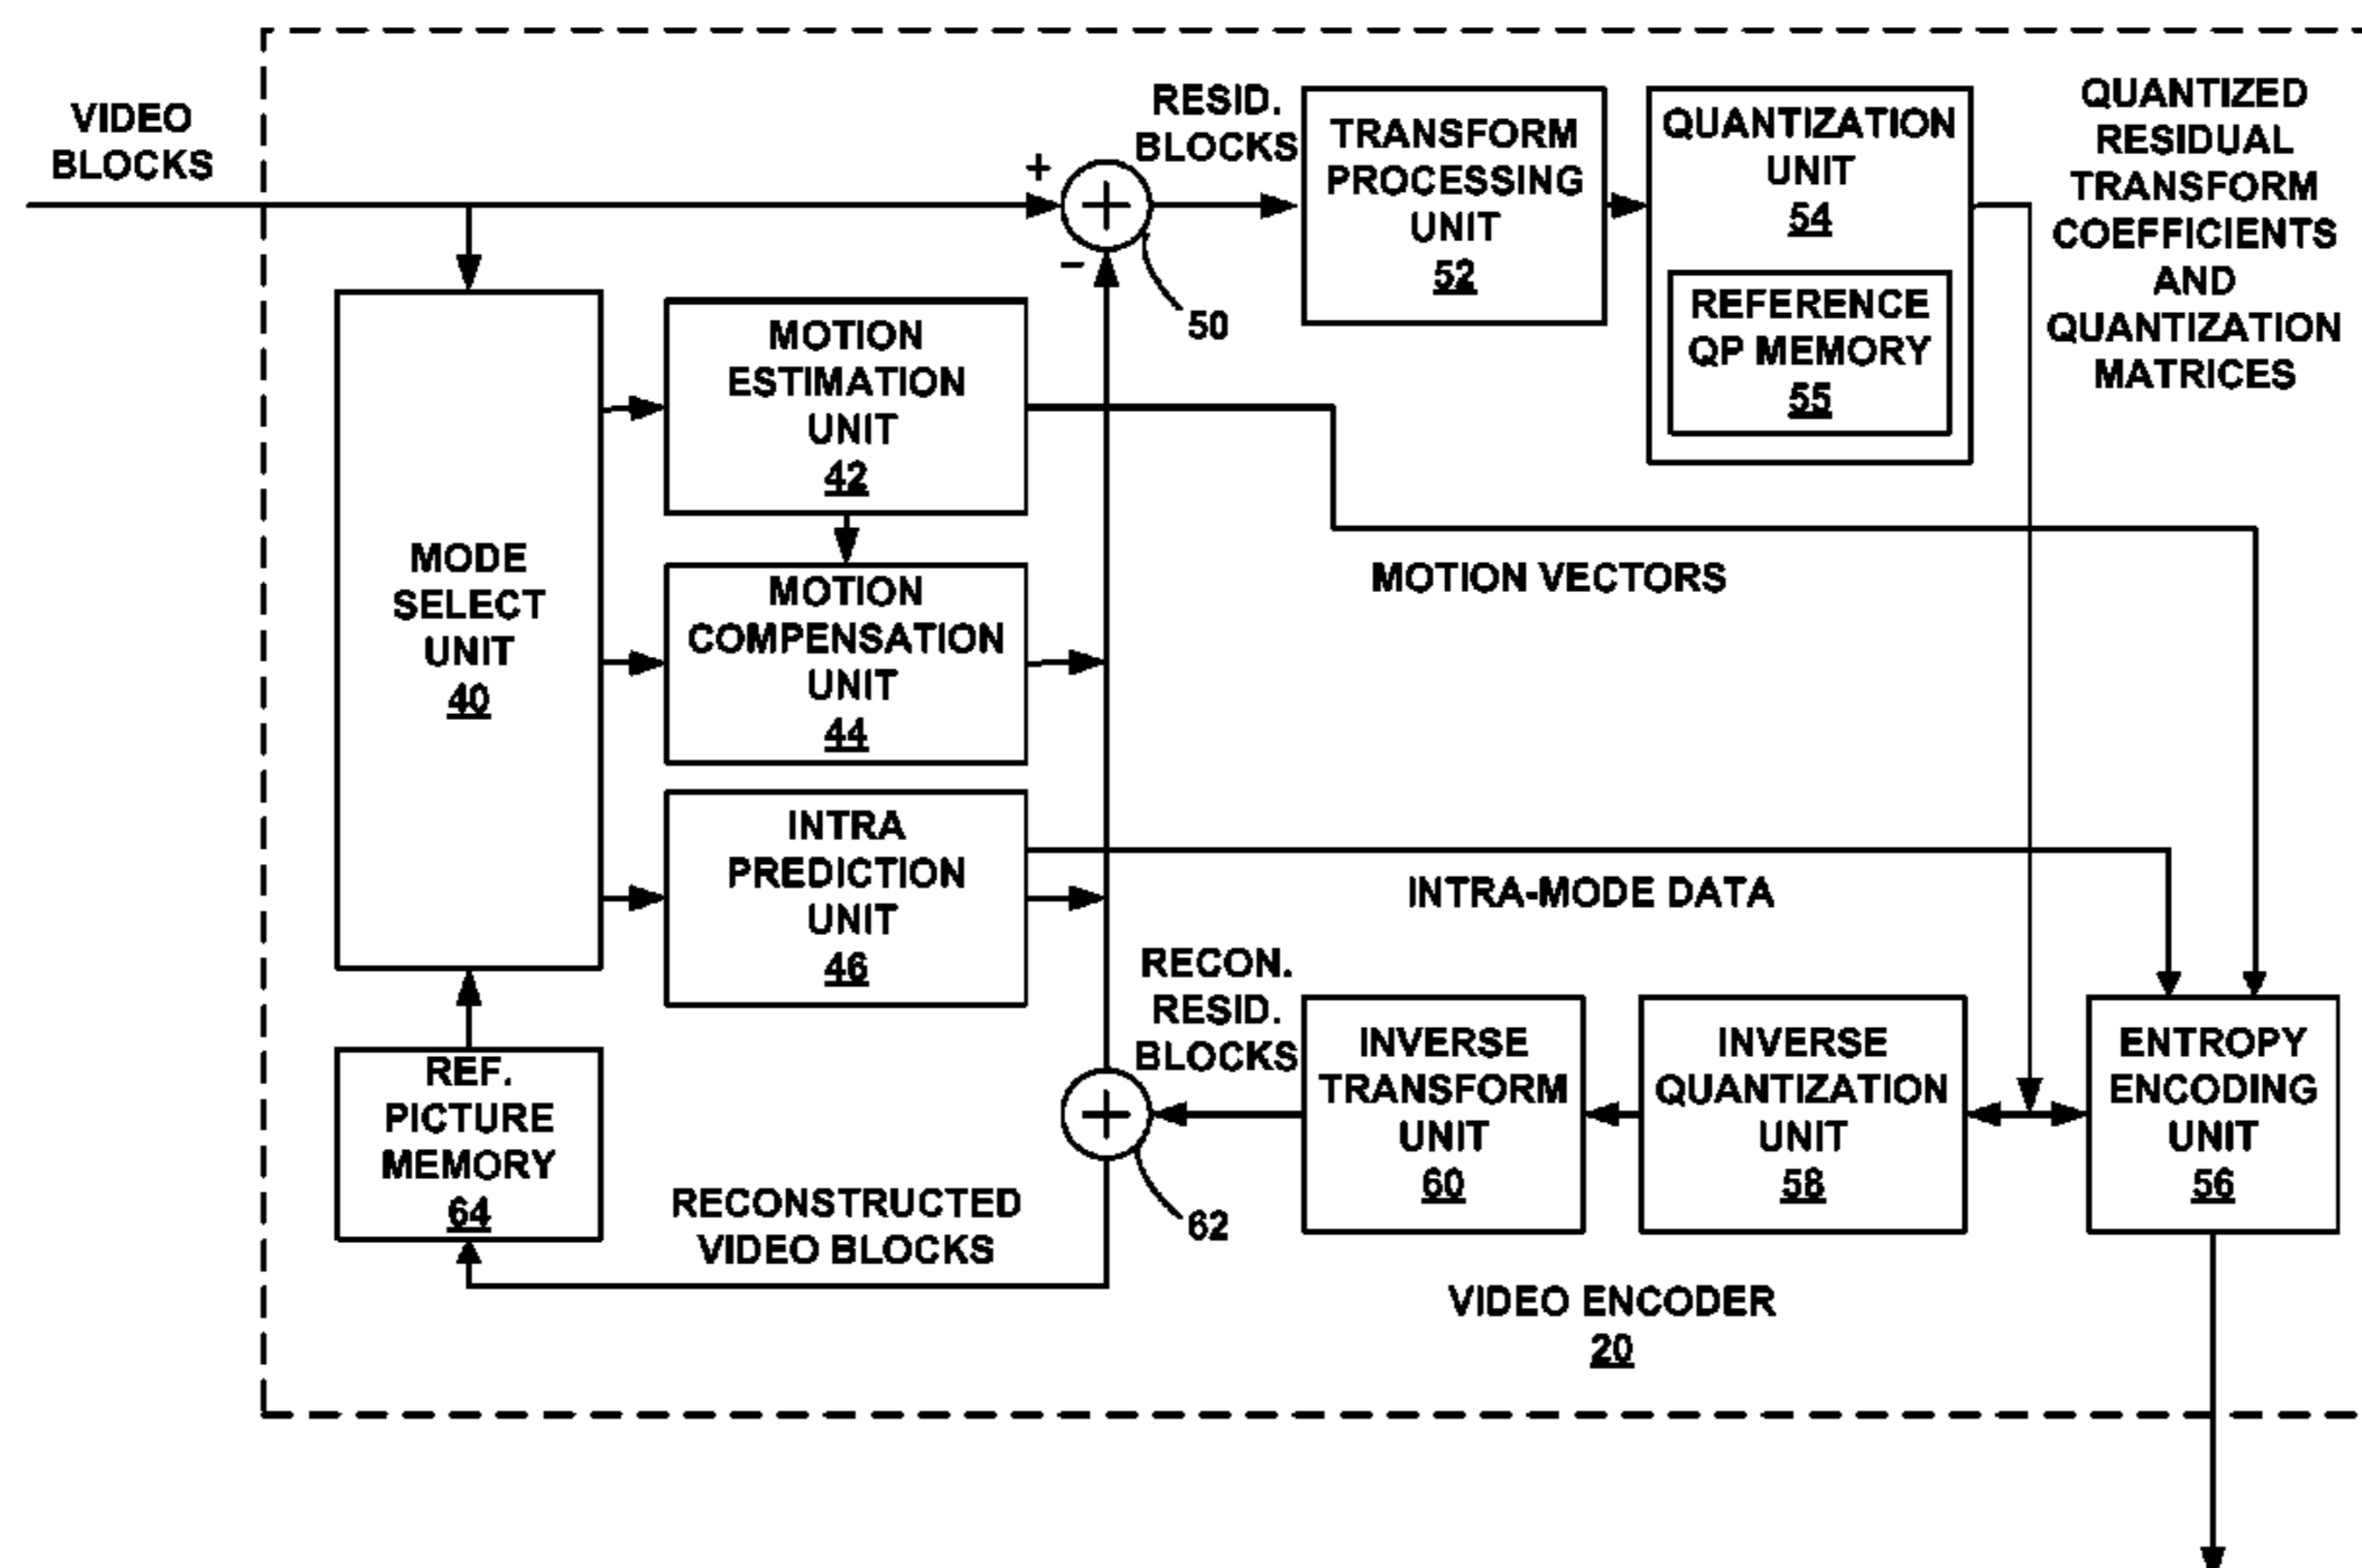 VIDEO
BLOCKS
RESID.
BLOCKS
+
−
50
TRANSFORM
PROCESSING
UNIT
52
QUANTIZATION
UNIT
54
REFERENCE
QP MEMORY
55
QUANTIZED
RESIDUAL
TRANSFORM
COEFFICIENTS
AND
QUANTIZATION
MATRICES
MODE
SELECT
UNIT
40
MOTION
ESTIMATION
UNIT
42
MOTION
COMPENSATION
UNIT
44
MOTION VECTORS
INTRA
PREDICTION
UNIT
46
INTRA-MODE DATA
REF.
PICTURE
MEMORY
64
RECONSTRUCTED
VIDEO BLOCKS
62
RECON.
RESID.
BLOCKS
INVERSE
TRANSFORM
UNIT
60
INVERSE
QUANTIZATION
UNIT
58
ENTROPY
ENCODING
UNIT
56
VIDEO ENCODER
20